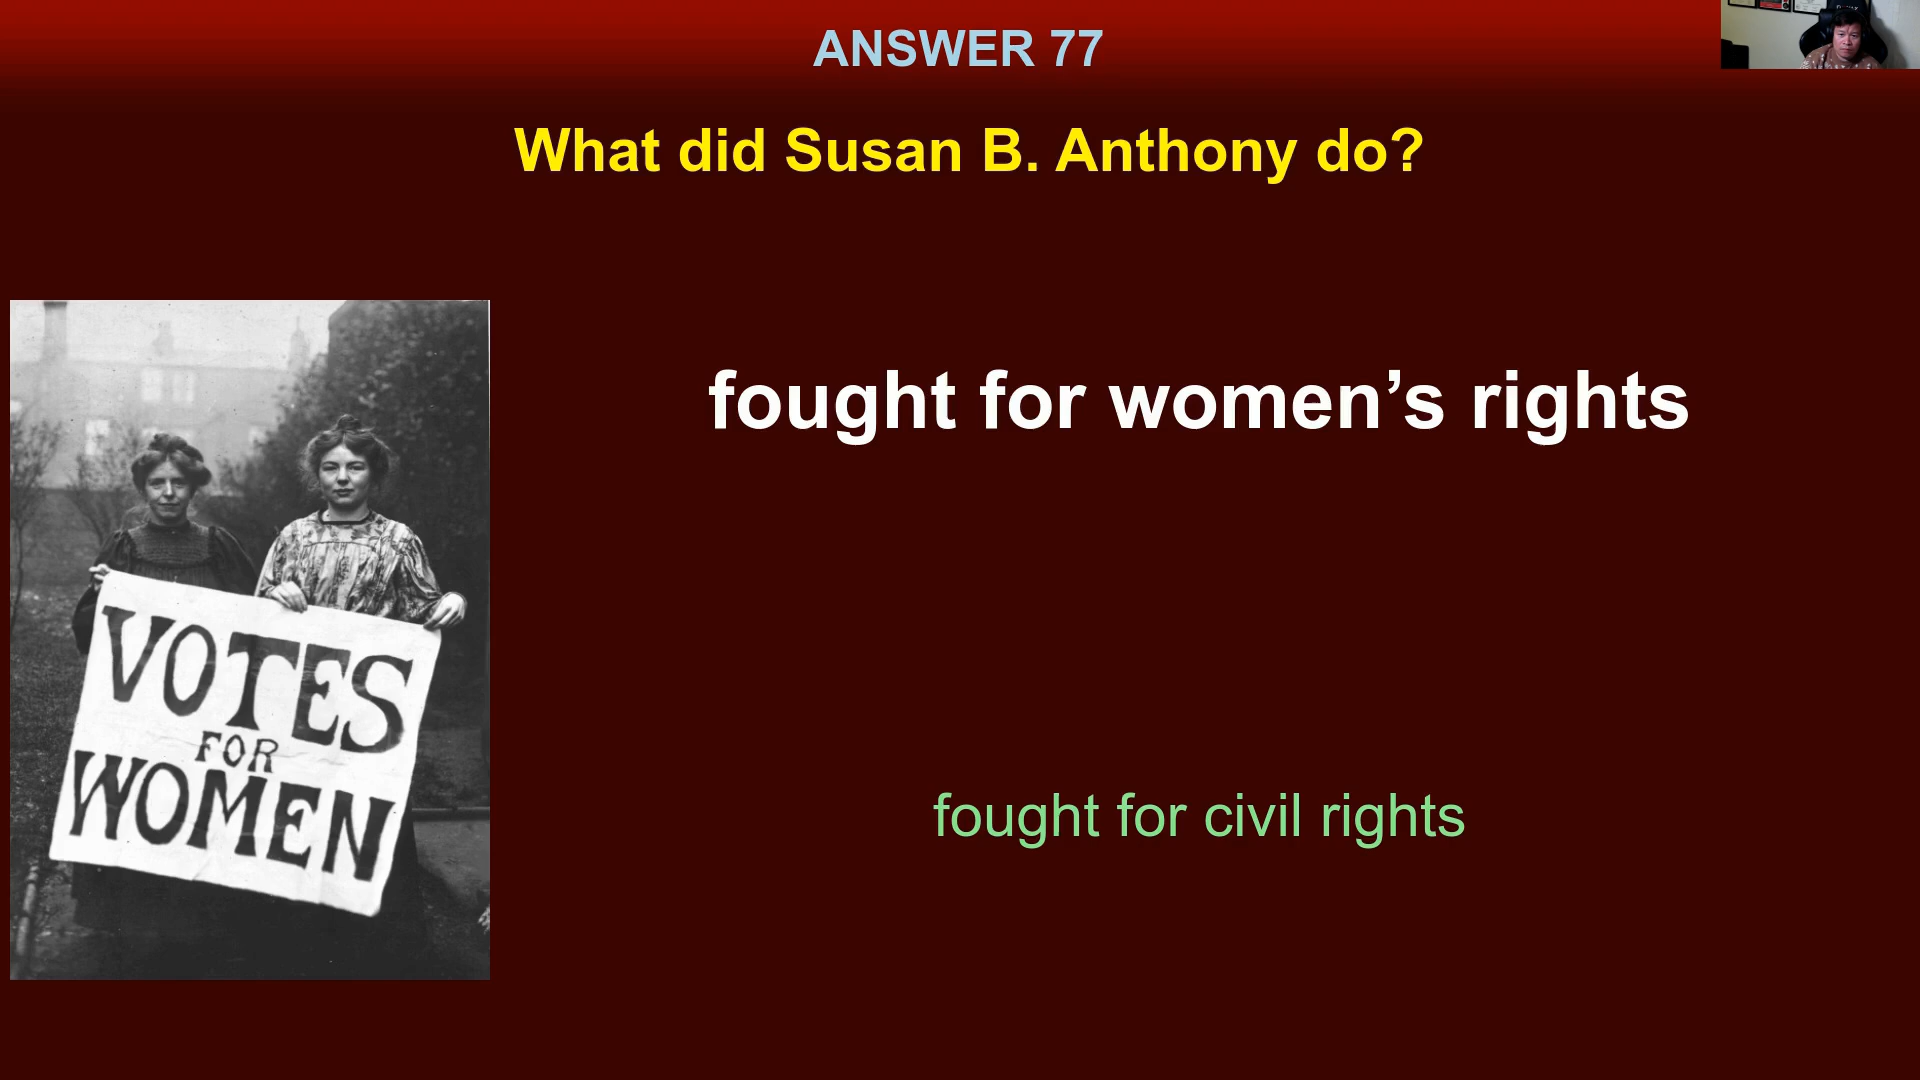 ANSWER 77
What did Susan B. Anthony do?
fought for women’s rights
VOTES
FOR
WOMEN
fought for civil rights